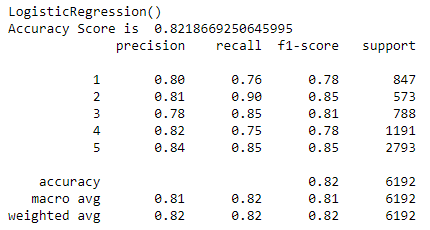 LogisticRegression()
Accuracy Score is  0.8218669250645995
              precision    recall  f1-score   support

           1       0.80      0.76      0.78       847
           2       0.81      0.90      0.85       573
           3       0.78      0.85      0.81       788
           4       0.82      0.75      0.78      1191
           5       0.84      0.85      0.85      2793

    accuracy                           0.82      6192
   macro avg       0.81      0.82      0.81      6192
weighted avg       0.82      0.82      0.82      6192